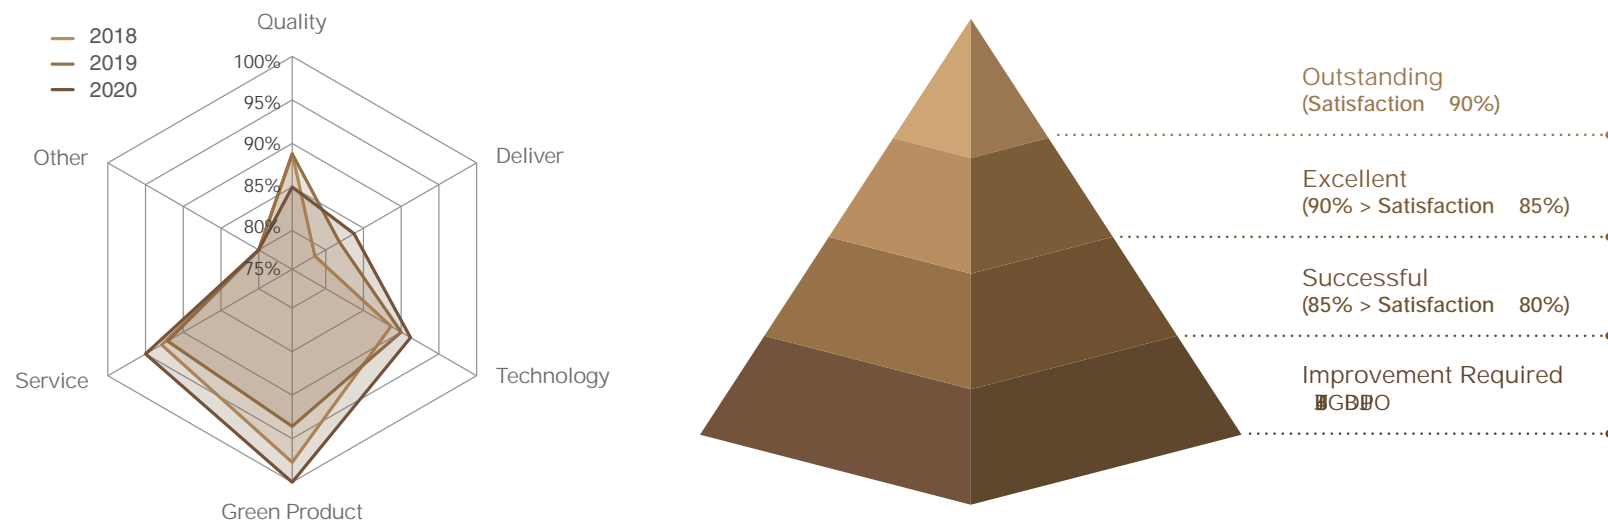 Quality
2018
2019
2020
100%
95%
90%
85%
80%
75%
Other
Deliver
Service
Technology
Green Product
Outstanding
(Satisfaction 90%)
Excellent
(90% > Satisfaction 85%)
Successful
(85% > Satisfaction 80%)
Improvement Required